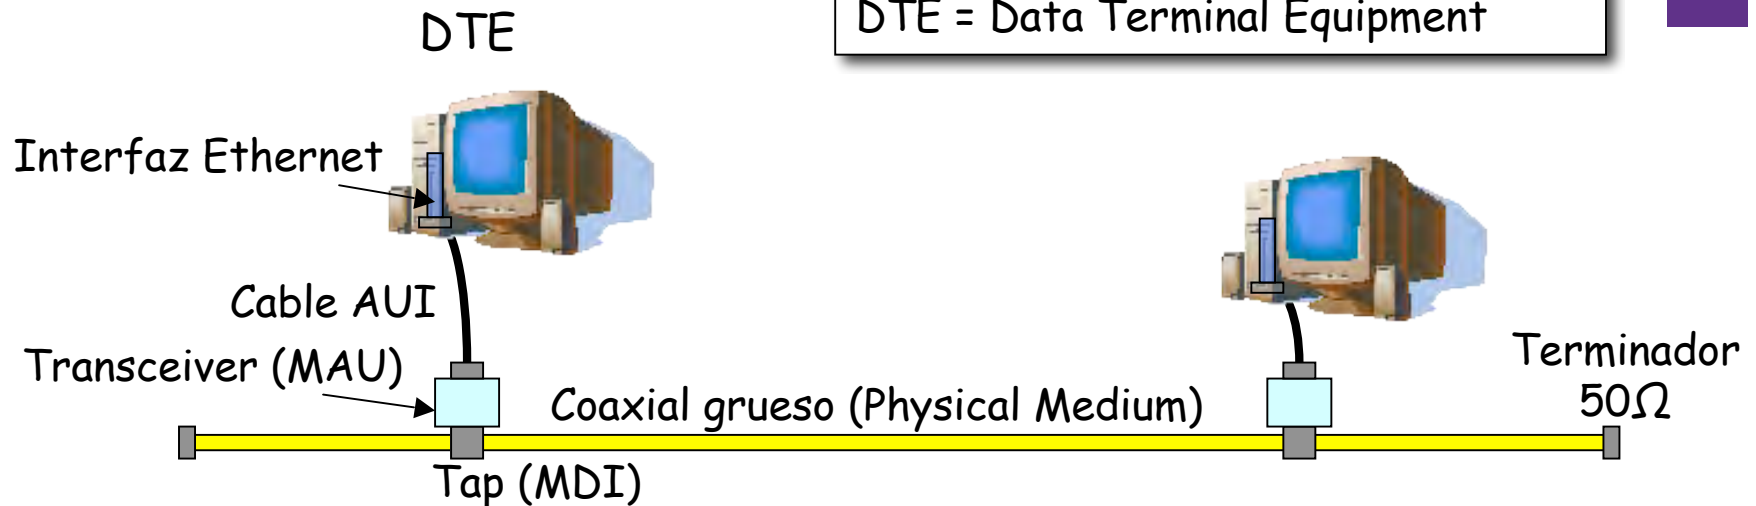 DTE = Data Terminal Equipment
DTE
Interfaz Ethernet
Cable AUI
Transceiver (MAU)
Coaxial grueso (Physical Medium)
Terminador
50Ω
Tap (MDI)